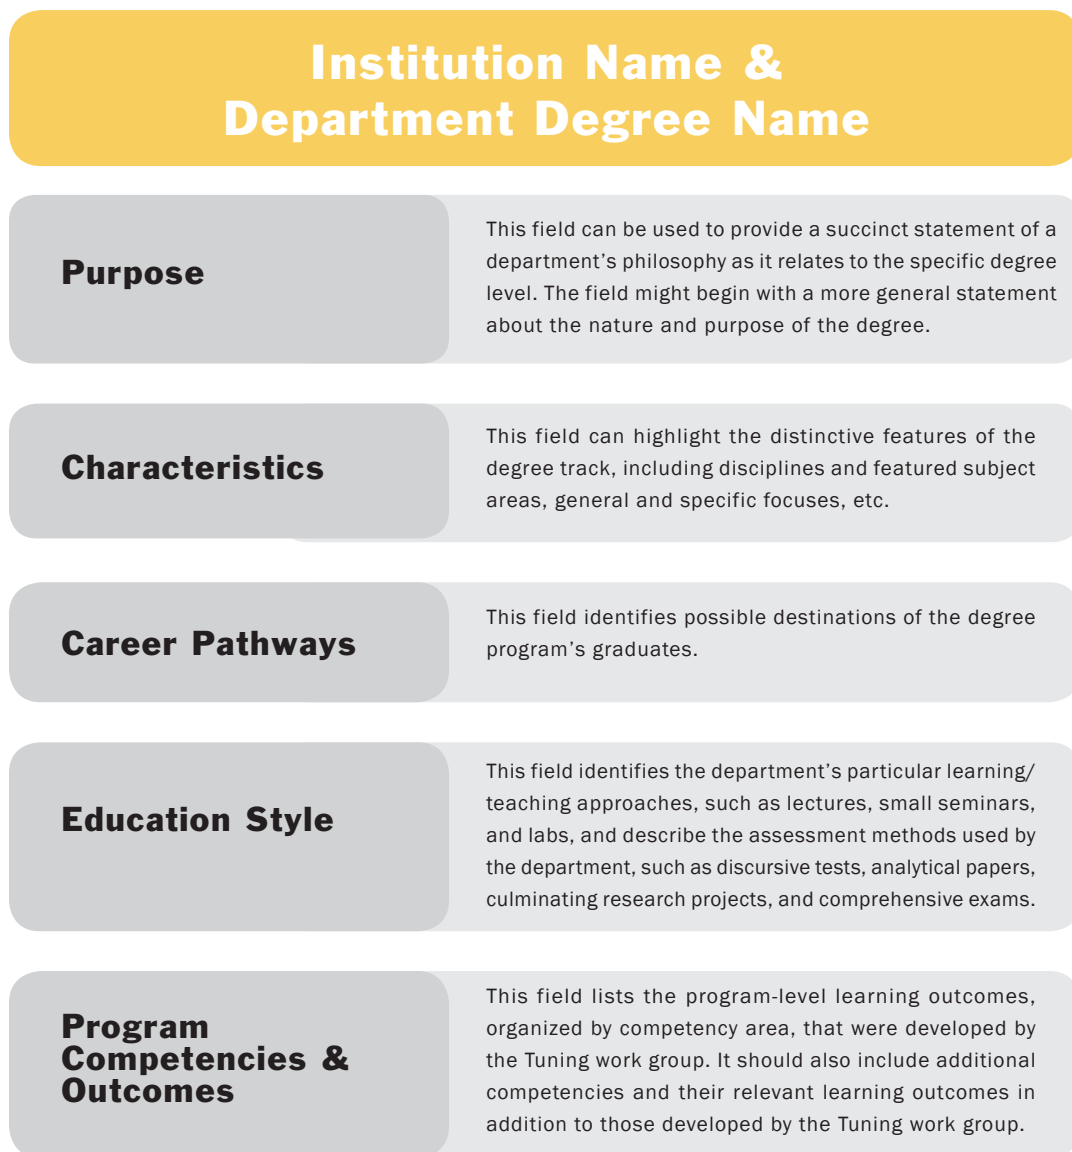 Institution Name &
Department Degree Name
Purpose
This field can be used to provide a succinct statement of a
department’s philosophy as it relates to the specific degree
level. The field might begin with a more general statement
about the nature and purpose of the degree.
Characteristics
This field can highlight the distinctive features of the
degree track, including disciplines and featured subject
areas, general and specific focuses, etc.
Career Pathways
This field identifies possible destinations of the degree
program’s graduates.
Education Style
This field identifies the department’s particular learning/
teaching approaches, such as lectures, small seminars,
and labs, and describe the assessment methods used by
the department, such as discursive tests, analytical papers,
culminating research projects, and comprehensive exams.
Program
Competencies &
Outcomes
This field lists the program-level learning outcomes,
organized by competency area, that were developed by
the Tuning work group. It should also include additional
competencies and their relevant learning outcomes in
addition to those developed by the Tuning work group.